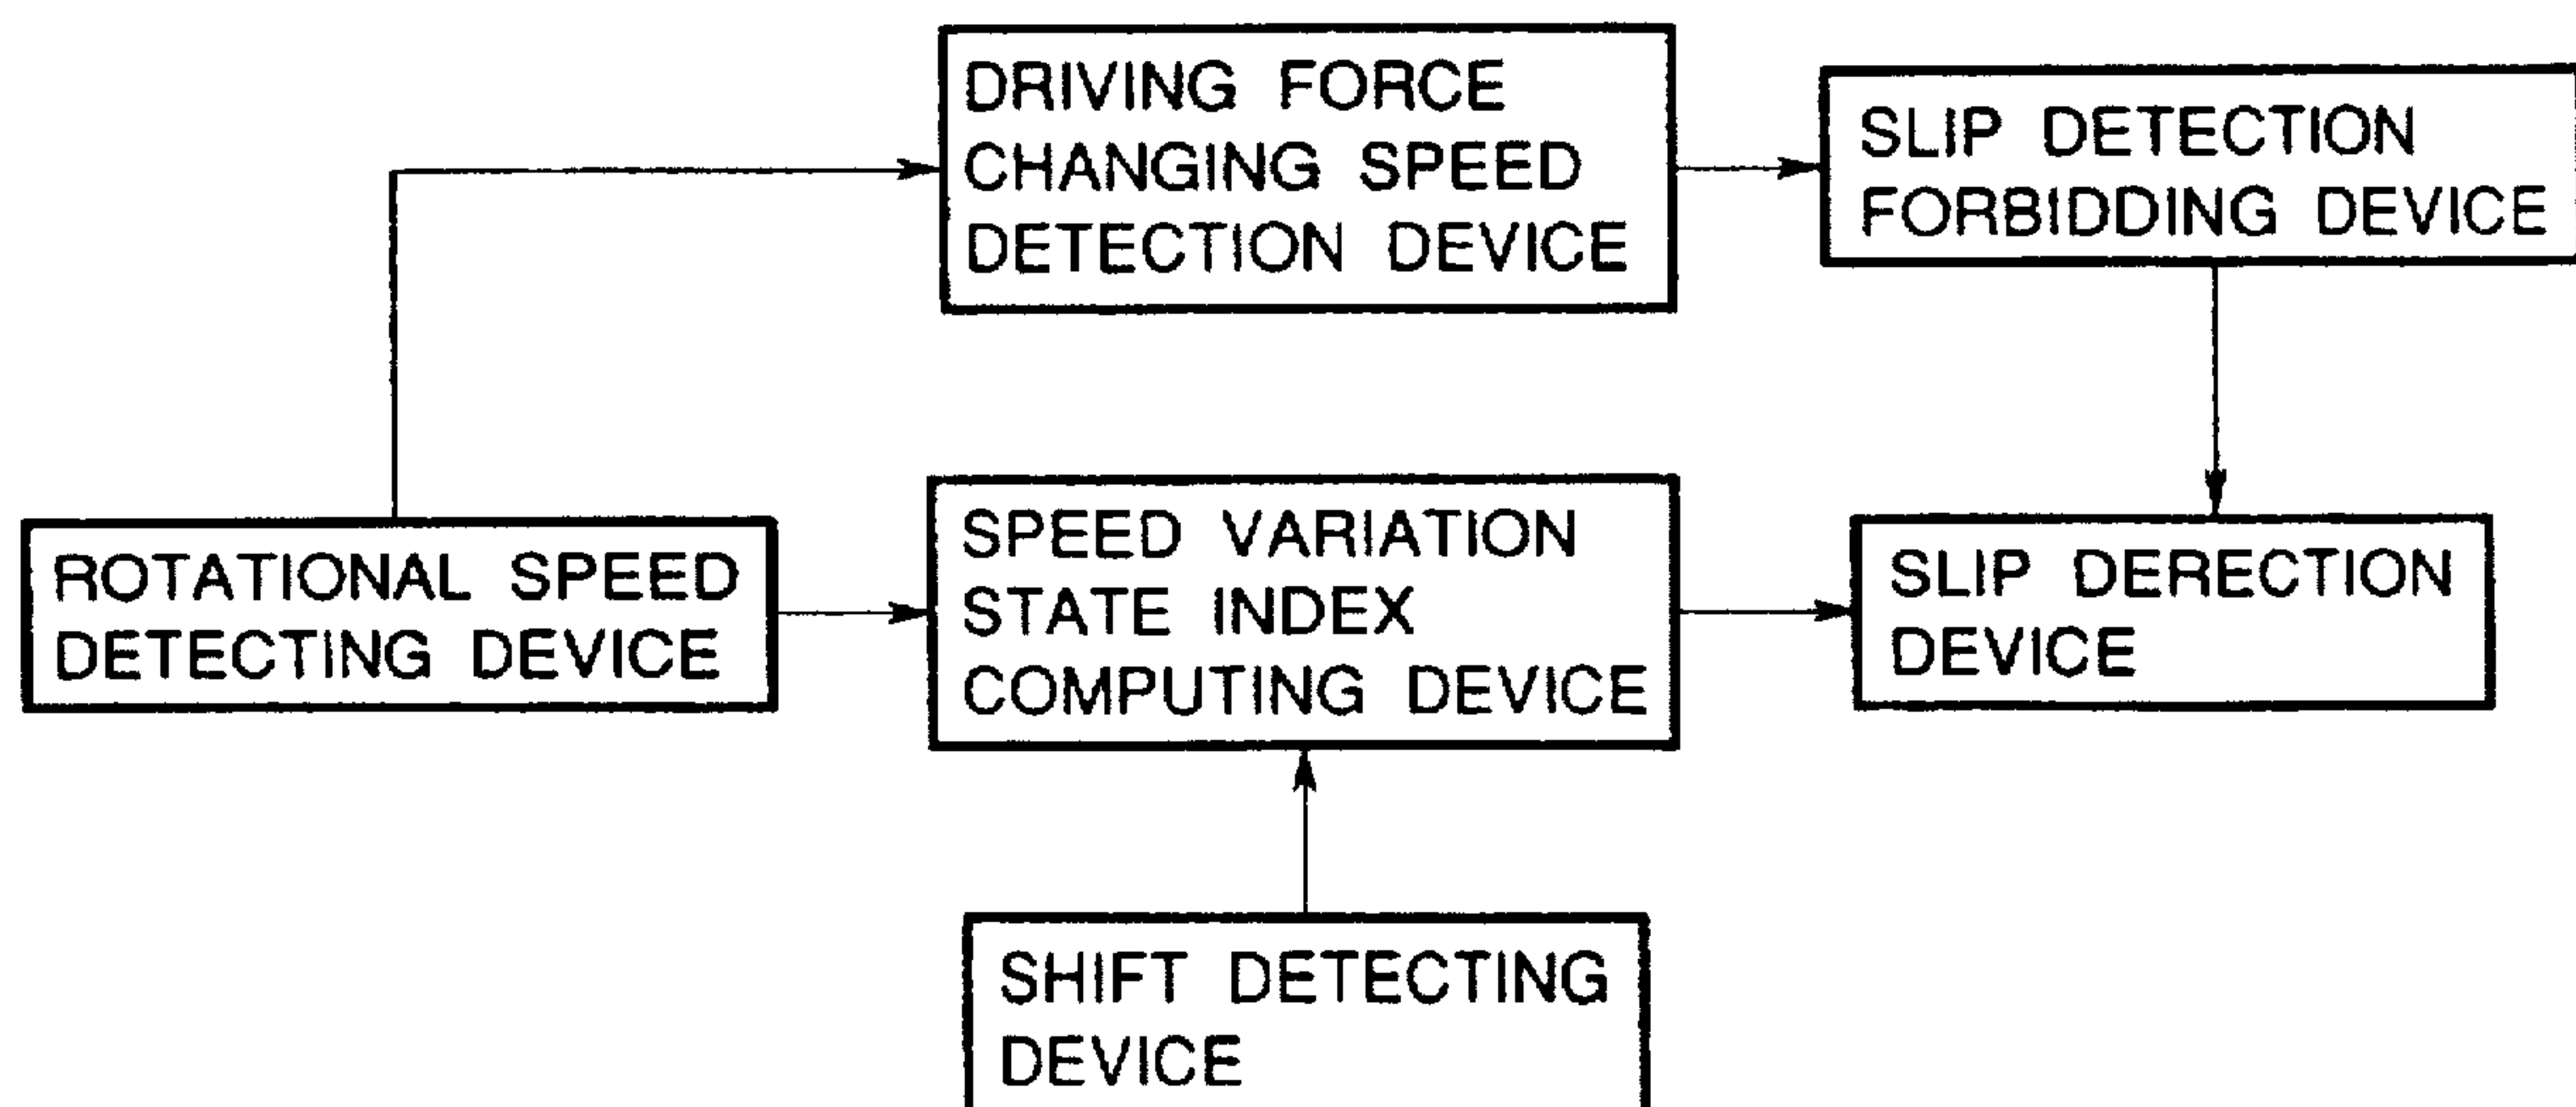 DRIVING FORCE
CHANGING SPEED
DETECTION DEVICE
SLIP DETECTION
FORBIDDING DEVICE
ROTATIONAL SPEED
DETECTING DEVICE
SPEED VARIATION
STATE INDEX
COMPUTING DEVICE
SLIP DERECTION
DEVICE
SHIFT DETECTING
DEVICE